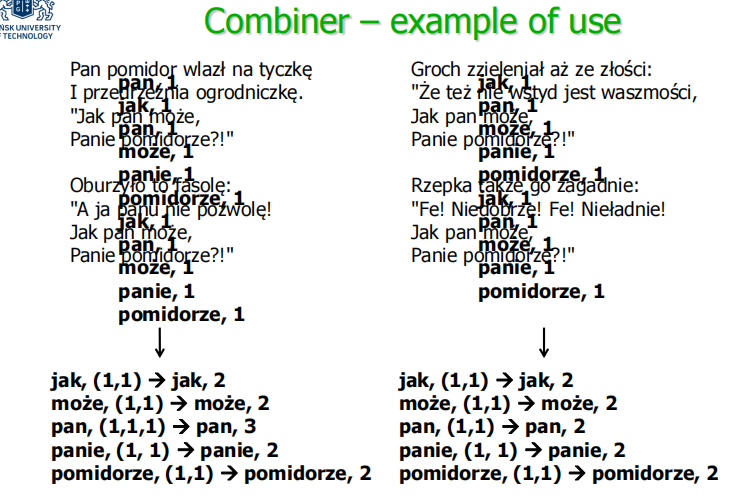 ŃSK UNIVERSITY
F TECHNOLOGY
Combiner – example of use
Pan pomidor wlazł na tyczkę
I przedrzeźnia ogrodniczkę.
"Jak pan może,
Panie pomidorze?!"
Oburzyło to fasolę:
"A ja panu nie pozwolę!
Jak pan może,
Panie pomidorze?!"
pan, 1
jak, 1
pan, 1
może, 1
panie, 1
pomidorze, 1
jak, 1
pan, 1
może, 1
panie, 1
pomidorze, 1
jak, (1,1) → jak, 2
może, (1,1) → może, 2
pan, (1,1,1) → pan, 3
panie, (1, 1) → panie, 2
pomidorze, (1,1) → pomidorze, 2
Groch zzieleniał aż ze złości:
"Że też nie wstyd jest waszmości,
Jak pan może,
Panie pomidorze?!"
Rzepka także go zagadnie:
"Fe! Niedobrze! Fe! Nieładnie!
Jak pan może,
Panie pomidorze?!"
jak, 1
pan, 1
może, 1
panie, 1
pomidorze, 1
jak, 1
pan, 1
może, 1
panie, 1
pomidorze, 1
jak, (1,1) → jak, 2
może, (1,1) → może, 2
pan, (1,1) → pan, 2
panie, (1, 1) → panie, 2
pomidorze, (1,1) → pomidorze, 2